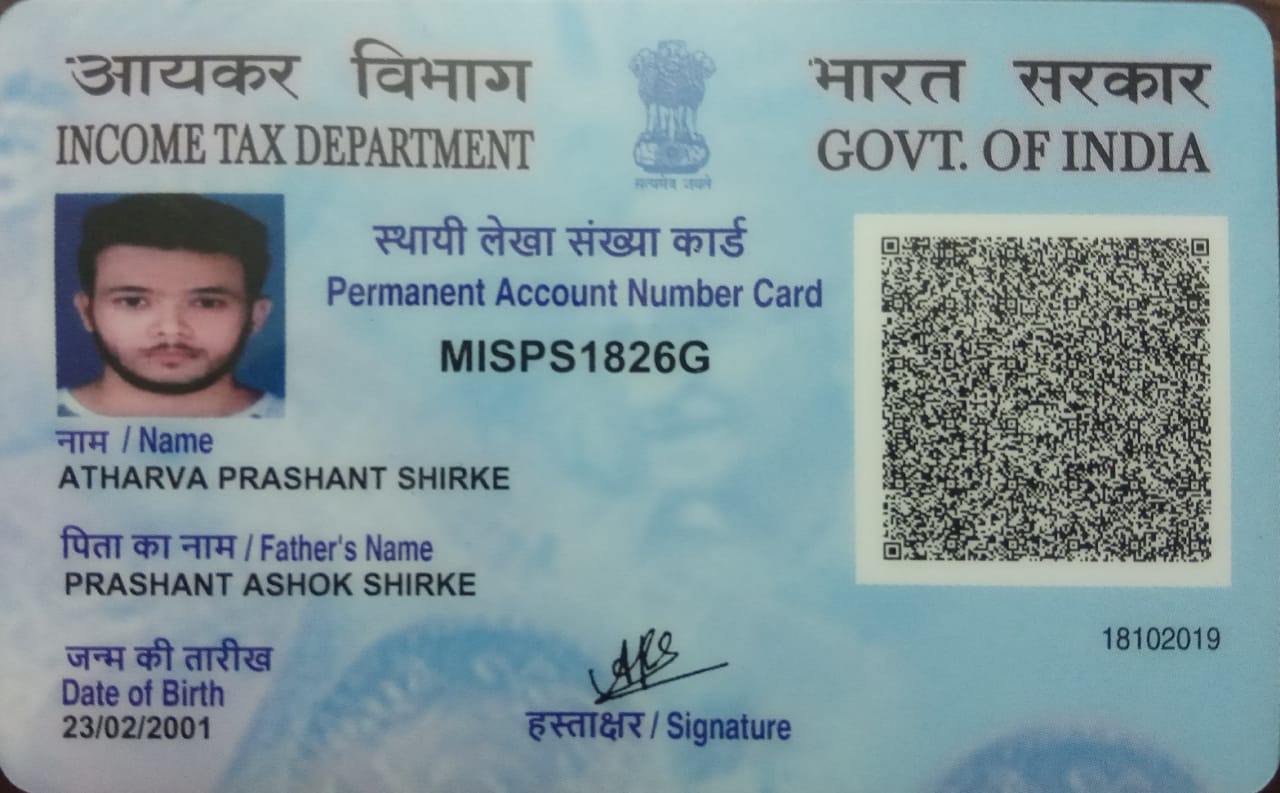 आयकर विभाग
INCOME TAX DEPARTMENT
सत्यमेव जयते
भारत सरकार
GOVT. OF INDIA
स्थायी लेखा संख्या कार्ड
Permanent Account Number Card
MISPS1826G
नाम / Name
ATHARVA PRASHANT SHIRKE
पिता का नाम / Father's Name
PRASHANT ASHOK SHIRKE
जन्म की तारीख
Date of Birth
23/02/2001
ARS
हस्ताक्षर / Signature
18102019